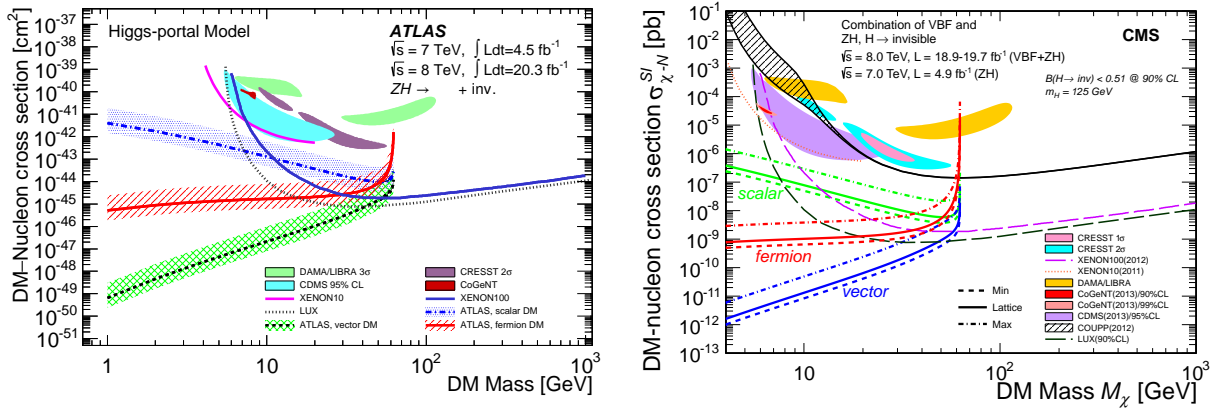 DM–Nucleon cross section [cm²]
10⁻³⁷
10⁻³⁹
10⁻⁴⁰
10⁻⁴¹
10⁻⁴²
10⁻⁴³
10⁻⁴⁴
10⁻⁴⁵
10⁻⁴⁶
10⁻⁴⁷
10⁻⁴⁸
10⁻⁴⁹
10⁻⁵⁰
10⁻⁵¹
Higgs-portal Model
ATLAS
√s = 7 TeV, ∫ Ldt=4.5 fb⁻¹
√s = 8 TeV, ∫ Ldt=20.3 fb⁻¹
ZH → + inv.
DAMA/LIBRA 3σ
CRESST 2σ
CDMS 95% CL
CoGeNT
XENON10
XENON100
LUX
ATLAS, scalar DM
ATLAS, vector DM
ATLAS, fermion DM
1
10
10²
10³
DM Mass [GeV]
DM-nucleon cross section σ^SI_χ-N [pb]
10⁻¹
10⁻²
10⁻³
10⁻⁴
10⁻⁵
10⁻⁶
10⁻⁷
10⁻⁸
10⁻⁹
10⁻¹⁰
10⁻¹¹
10⁻¹²
10⁻¹³
Combination of VBF and
ZH, H → invisible
CMS
√s = 8.0 TeV, L = 18.9-19.7 fb⁻¹ (VBF+ZH)
√s = 7.0 TeV, L = 4.9 fb⁻¹ (ZH)
B(H→ inv) < 0.51 @ 90% CL
m_H = 125 GeV
scalar
fermion
vector
Min
Lattice
Max
CRESST 1σ
CRESST 2σ
XENON100(2012)
XENON10(2011)
DAMA/LIBRA
CoGeNT(2013)/90%CL
CoGeNT(2013)/99%CL
CDMS(2013)/95%CL
COUPP(2012)
LUX(90%CL)
10
10²
10³
DM Mass M_χ [GeV]